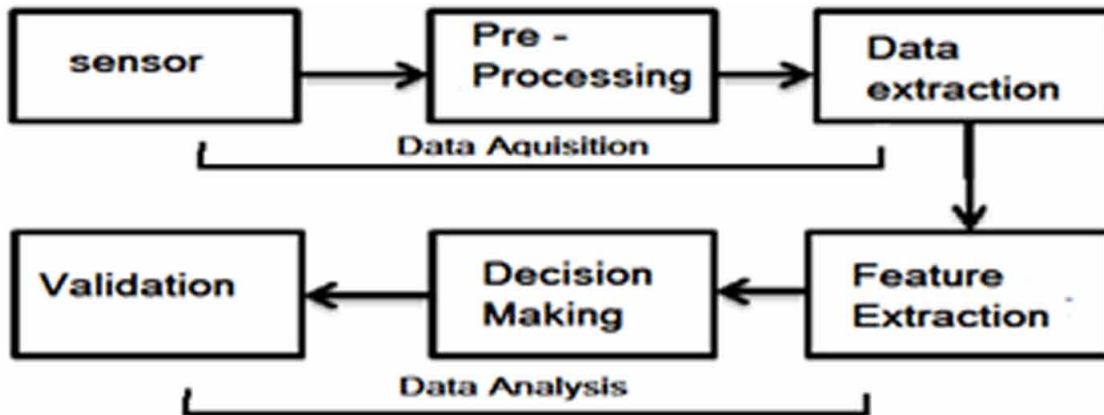 sensor
Pre -
Processing
Data
extraction
Data Aquisition
Feature
Extraction
Decision
Making
Validation
Data Analysis